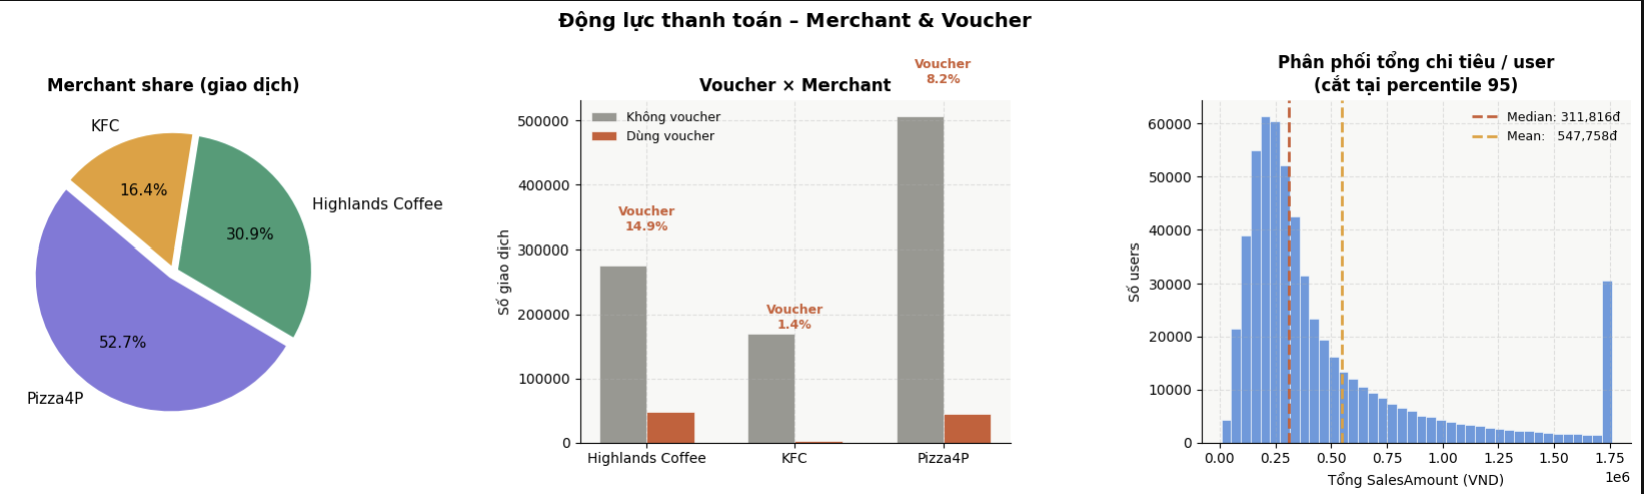 Động lực thanh toán – Merchant & Voucher
Merchant share (giao dịch)
KFC
16.4%
Highlands Coffee
30.9%
52.7%
Pizza4P
Voucher × Merchant
Voucher
8.2%
Không voucher
Dùng voucher
Voucher
14.9%
Voucher
1.4%
Số giao dịch
500000
400000
300000
200000
100000
0
Highlands Coffee
KFC
Pizza4P
Phân phối tổng chi tiêu / user
(cắt tại percentile 95)
Median: 311,816đ
Mean: 547,758đ
Số users
60000
50000
40000
30000
20000
10000
0
0.00
0.25
0.50
0.75
1.00
1.25
1.50
1.75
1e6
Tổng SalesAmount (VND)